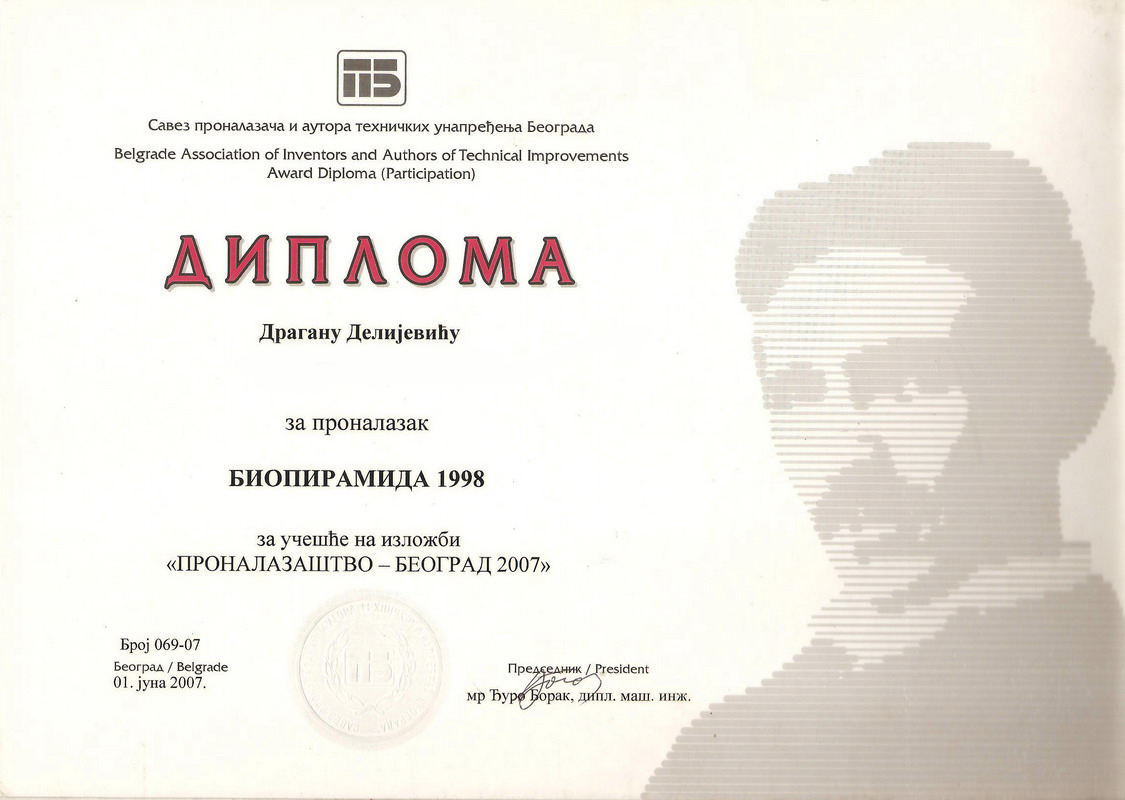 ПБ
Савез проналазача и аутора техничких унапређења Београда
Belgrade Association of Inventors and Authors of Technical Improvements
Award Diploma (Participation)
ДИПЛОМА
Драгану Делијевићу
за проналазак
БИОПИРАМИДА 1998
за учешће на изложби
«ПРОНАЛАЗАШТВО – БЕОГРАД 2007»
Број 069-07
Београд / Belgrade
01. јуна 2007.
Председник / President
мр Ђуро Борак, дипл. маш. инж.